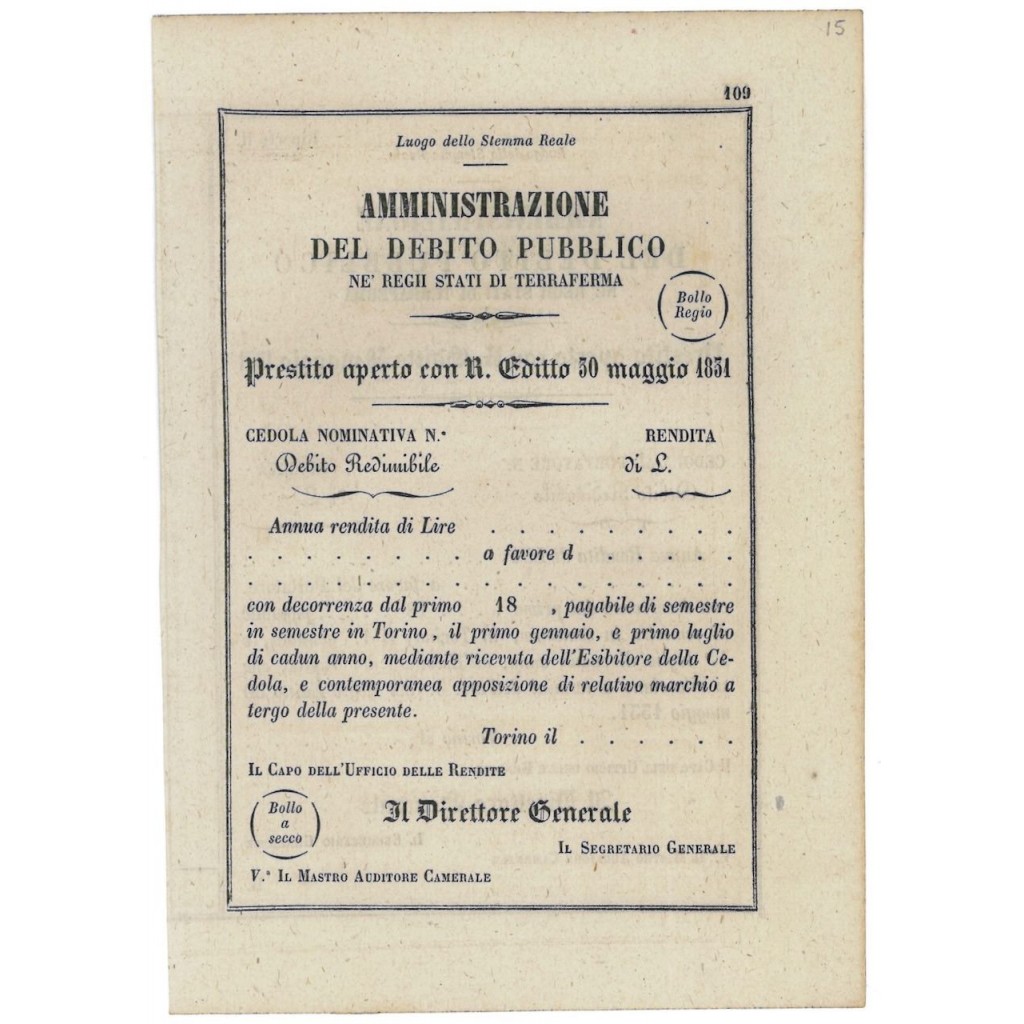 15
109
Luogo dello Stemma Reale
AMMINISTRAZIONE
DEL DEBITO PUBBLICO
NE' REGII STATI DI TERRAFERMA
Bollo
Regio
Prestito aperto con R. Editto 30 maggio 1831
CEDOLA NOMINATIVA N.° RENDITA
Debito Redimibile di L.
Annua rendita di Lire . . . . . . . . .
. . . . . . . . a favore d . . . . . .
. . . . . . . . . . . . . . . . . .
con decorrenza dal primo 18 , pagabile di semestre
in semestre in Torino, il primo gennaio, e primo luglio
di cadun anno, mediante ricevuta dell'Esibitore della Ce-
dola, e contemporanea apposizione di relativo marchio a
tergo della presente.
Torino il . . . . . .
IL CAPO DELL'UFFICIO DELLE RENDITE
Bollo
a
secco
Il Direttore Generale
IL SEGRETARIO GENERALE
V.° IL MASTRO AUDITORE CAMERALE